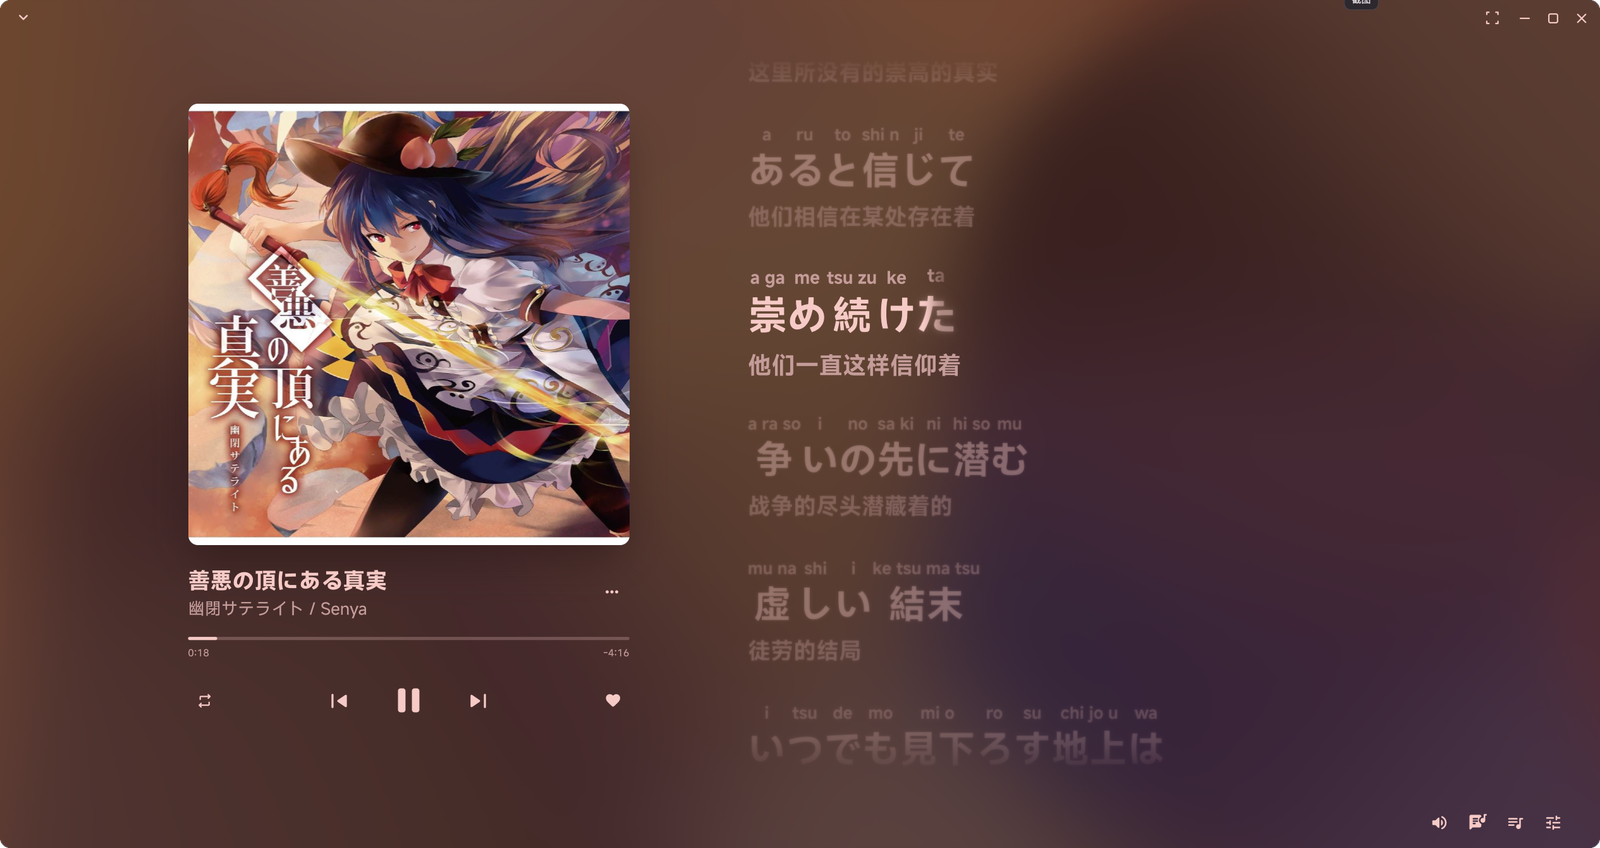 善悪の頂にある真実
幽閉サテライト
善悪の頂にある真実
幽閉サテライト / Senya
0:18
-4:16
这里所没有的崇高的真实
a ru to shi n ji te
あると信じて
他们相信在某处存在着
a ga me tsu zu ke ta
崇め続けた
他们一直这样信仰着
a ra so i no sa ki ni hi so mu
争いの先に潜む
战争的尽头潜藏着的
mu na shi i ke tsu ma tsu
虚しい結末
徒劳的结局
i tsu de mo mi o ro su chi jo u wa
いつでも見下ろす地上は